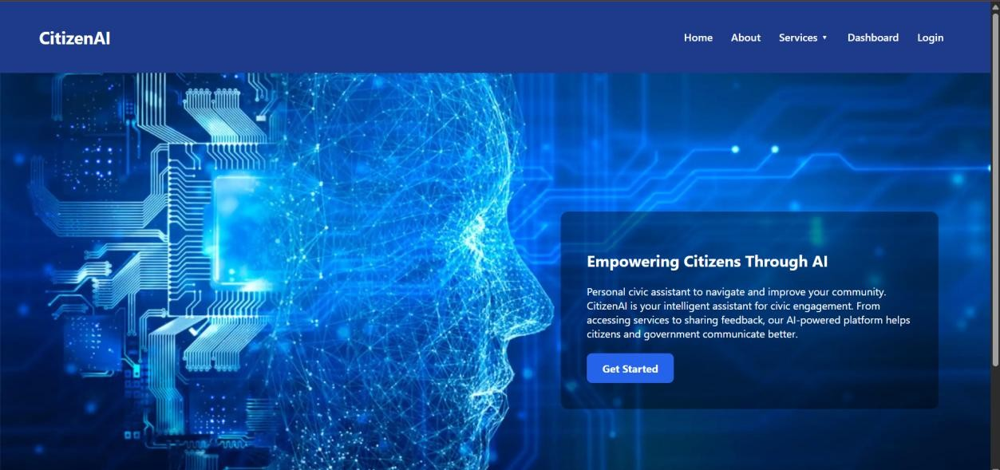 CitizenAI
Home About Services ▼ Dashboard Login
Empowering Citizens Through AI
Personal civic assistant to navigate and improve your community.
CitizenAI is your intelligent assistant for civic engagement. From
accessing services to sharing feedback, our AI-powered platform helps
citizens and government communicate better.
Get Started